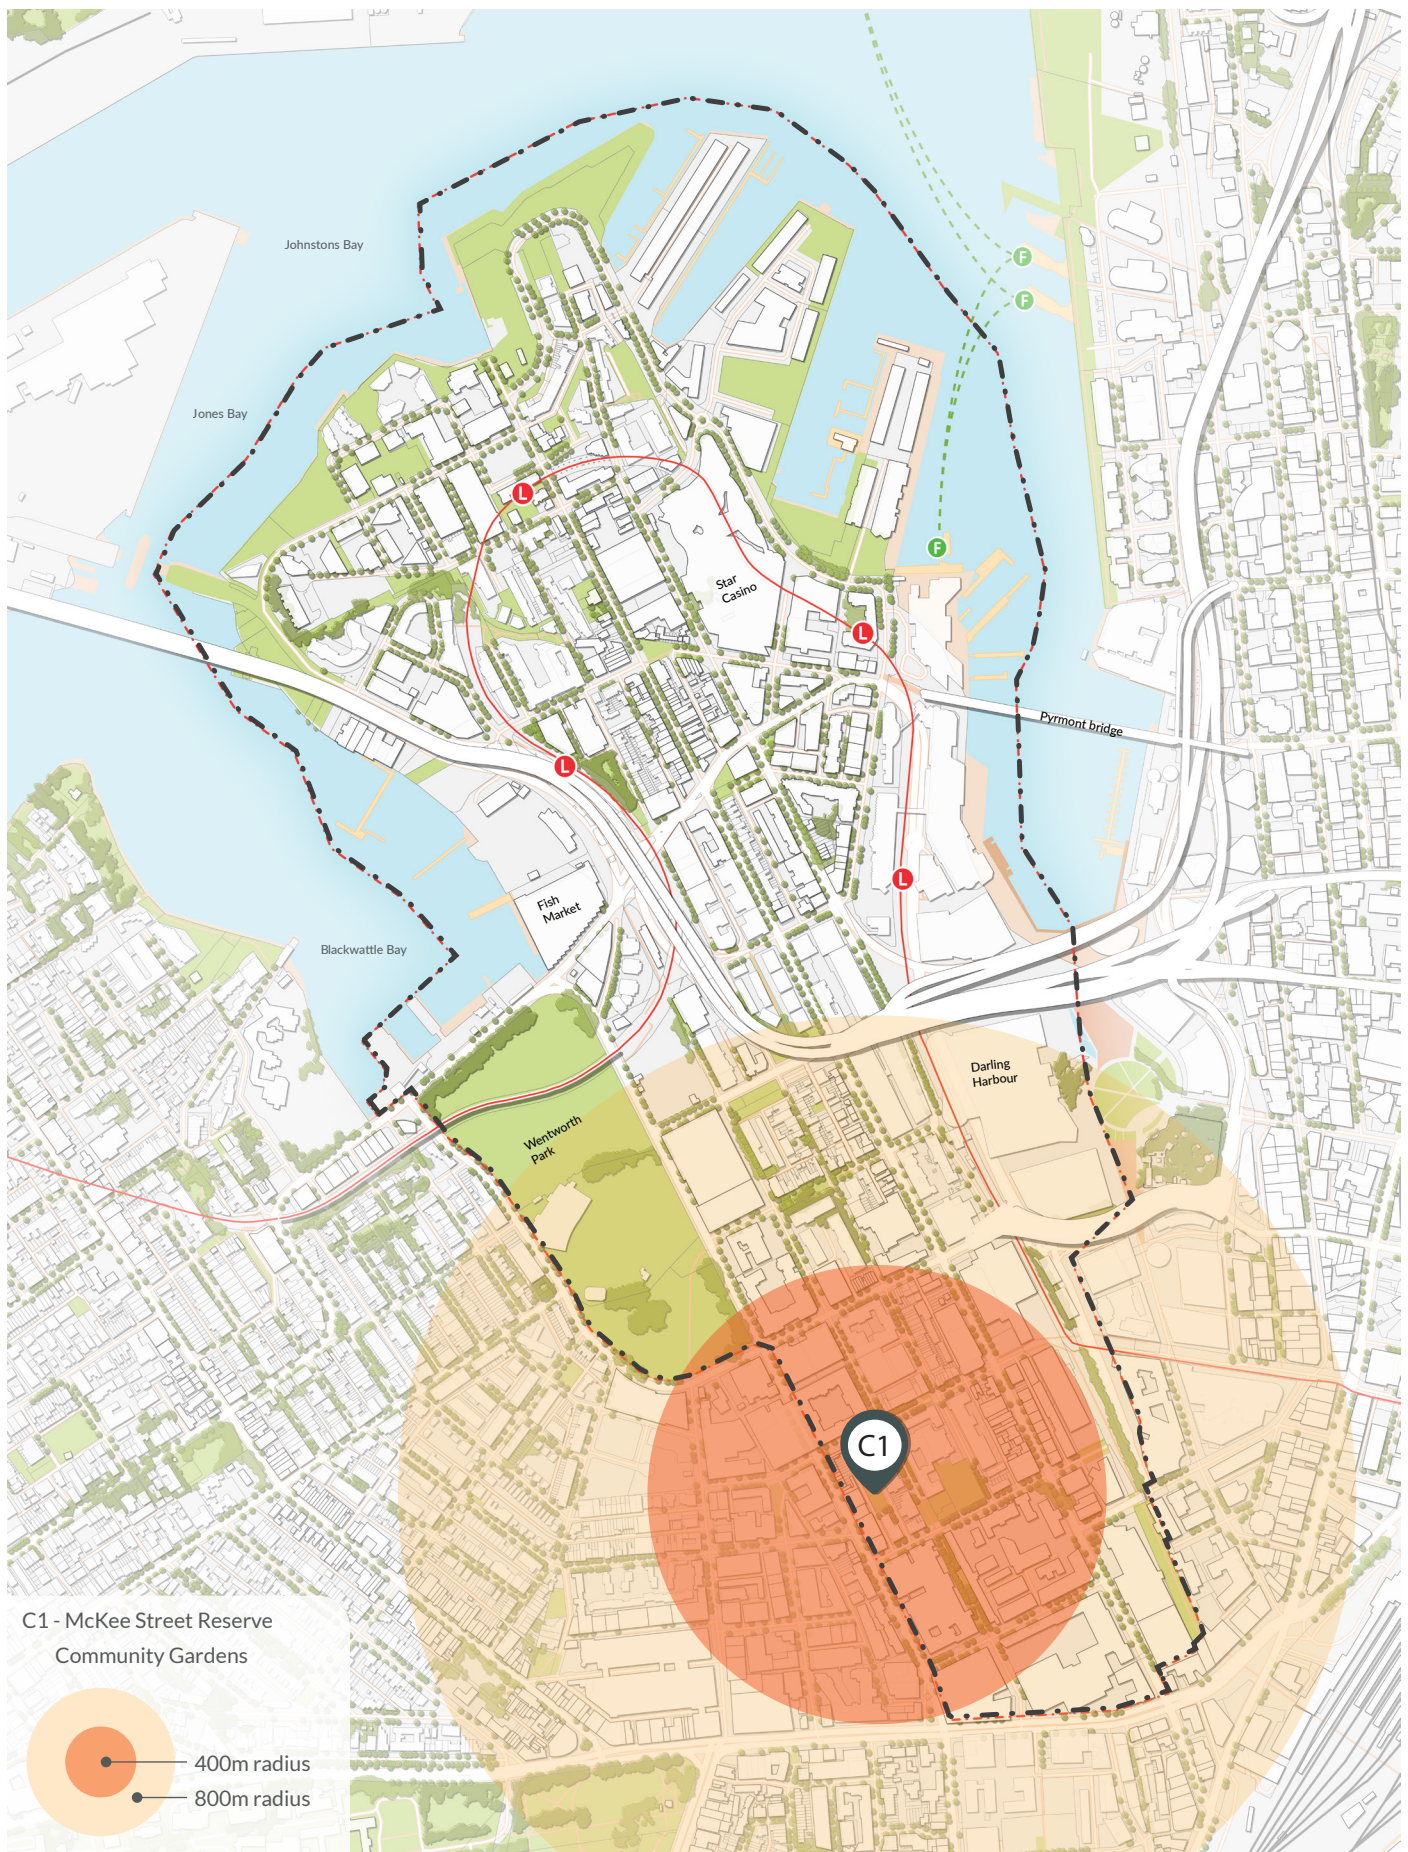 F
F
Johnstons Bay
Jones Bay
L
F
Star
Casino
L
Pyrmont bridge
L
L
Fish
Market
Blackwattle Bay
Darling
Harbour
Wentworth
Park
C1
C1 - McKee Street Reserve
Community Gardens
400m radius
800m radius